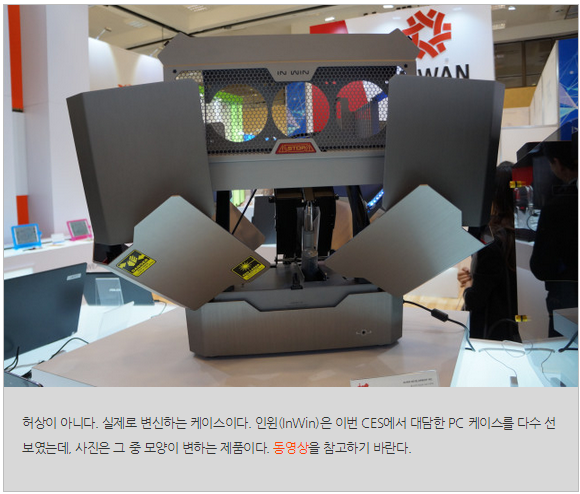 IN WIN
WAN
허상이 아니다. 실제로 변신하는 케이스이다. 인윈(InWin)은 이번 CES에서 대담한 PC 케이스를 다수 선
보였는데, 사진은 그 중 모양이 변하는 제품이다. 동영상을 참고하기 바란다.